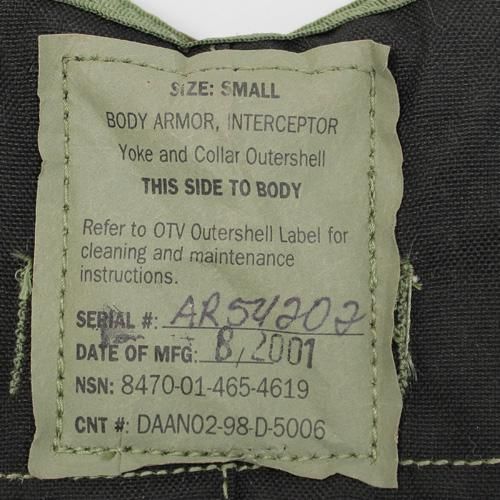 SIZE: SMALL
BODY ARMOR, INTERCEPTOR
Yoke and Collar Outershell
THIS SIDE TO BODY
Refer to OTV Outershell Label for
cleaning and maintenance
instructions.
SERIAL #: AR54202
DATE OF MFG: 8, 2001
NSN: 8470-01-465-4619
CNT #: DAAN02-98-D-5006